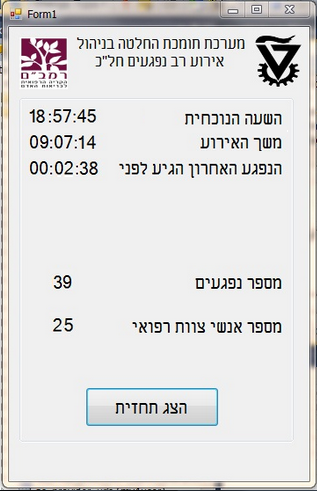 Form1
מערכת תומכת החלטה בניהול
אירוע רב נפגעים חל"כ
רמב"ם
הקריה הרפואית
לבריאות האדם
השעה הנוכחית 18:57:45
משך האירוע 09:07:14
הנפגע האחרון הגיע לפני 00:02:38
מספר נפגעים 39
מספר אנשי צוות רפואי 25
הצג תחזית